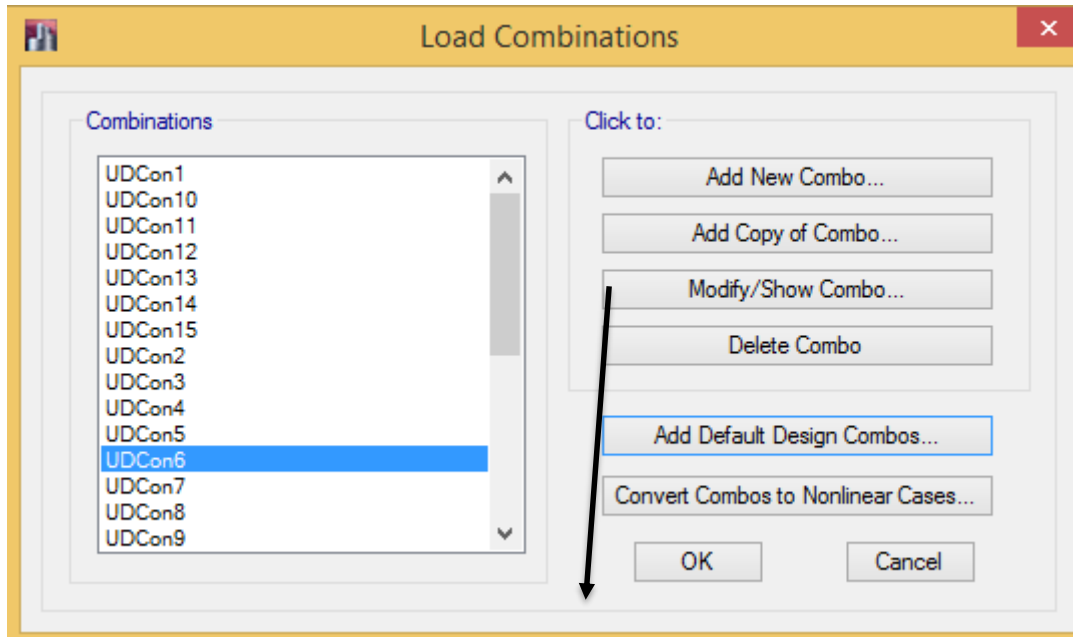 Load Combinations
Combinations
UDCon1
UDCon10
UDCon11
UDCon12
UDCon13
UDCon14
UDCon15
UDCon2
UDCon3
UDCon4
UDCon5
UDCon6
UDCon7
UDCon8
UDCon9
Click to:
Add New Combo...
Add Copy of Combo...
Modify/Show Combo...
Delete Combo
Add Default Design Combos...
Convert Combos to Nonlinear Cases...
OK
Cancel